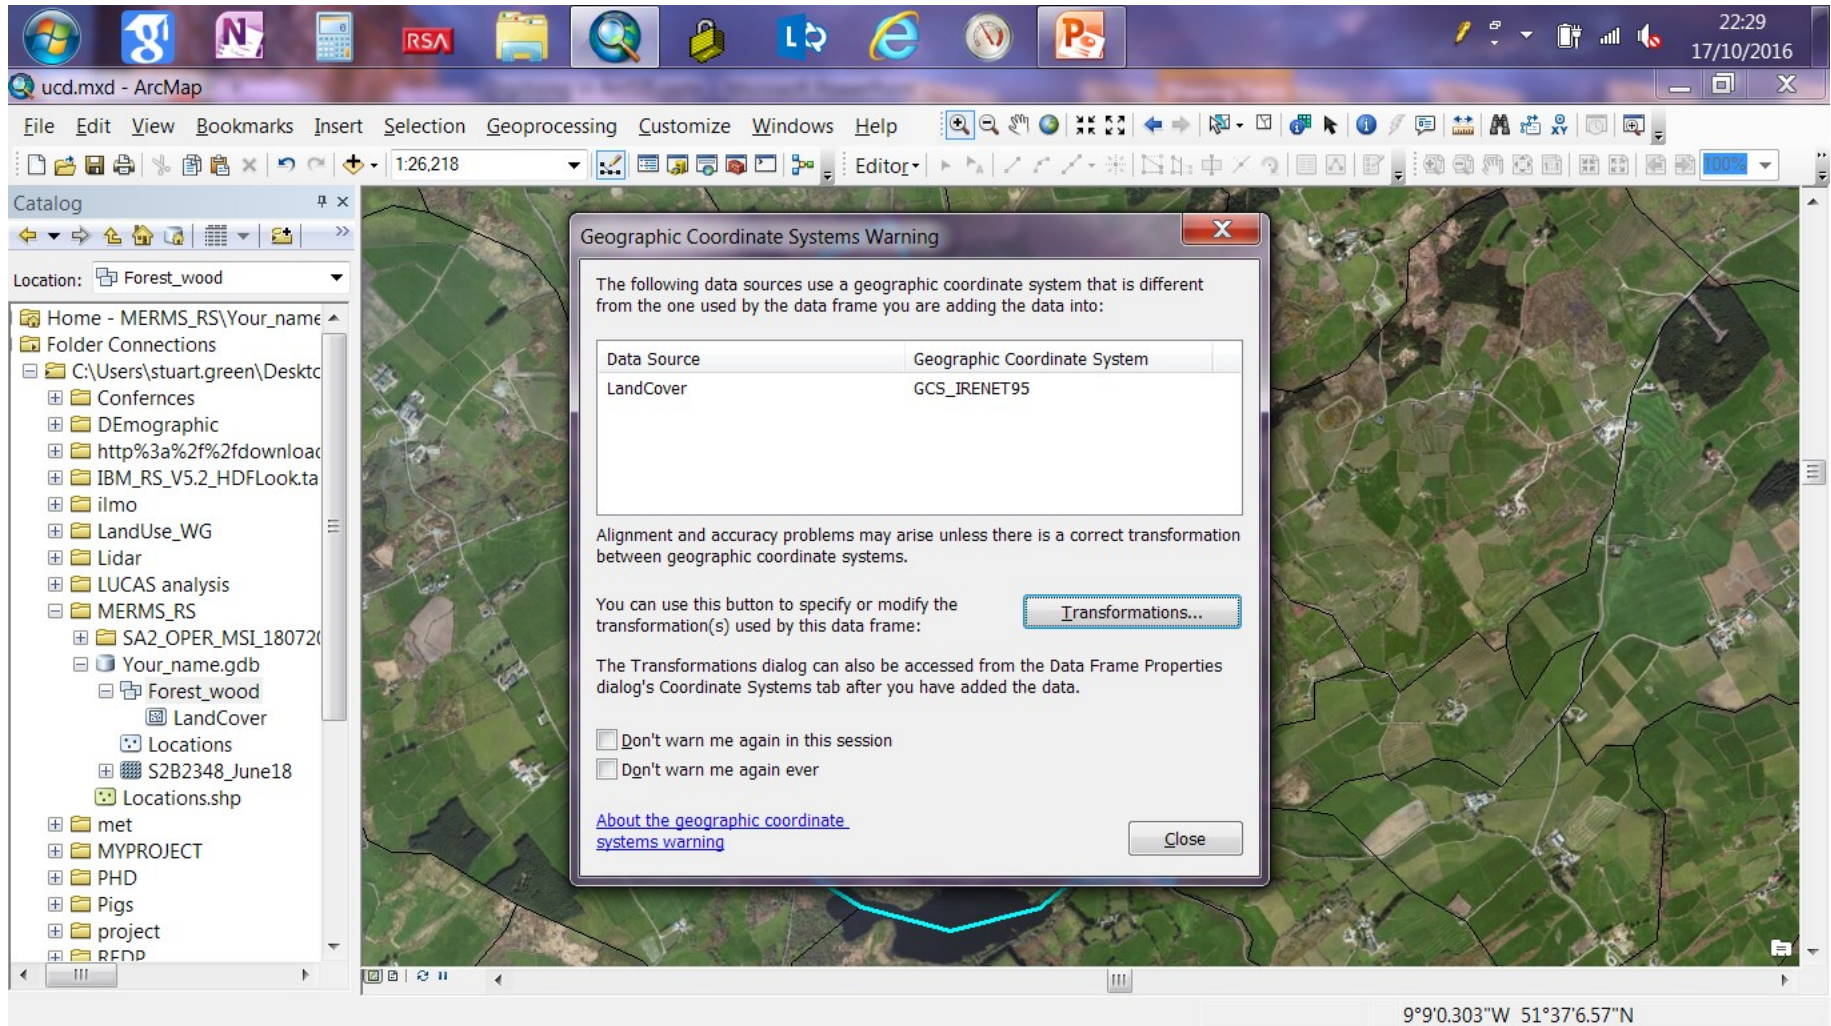 RSA
22:29
17/10/2016
ucd.mxd - ArcMap
File Edit View Bookmarks Insert Selection Geoprocessing Customize Windows Help
1:26,218
Editor
100%
Catalog
Location: Forest_wood
Home - MERMS_RS\Your_name
Folder Connections
C:\Users\stuart.green\Deskto
Confernces
DEmographic
http%3a%2f%2fdownload
IBM_RS_V5.2_HDFLook.ta
ilmo
LandUse_WG
Lidar
LUCAS analysis
MERMS_RS
SA2_OPER_MSI_18072
Your_name.gdb
Forest_wood
LandCover
Locations
S2B2348_June18
Locations.shp
met
MYPROJECT
PHD
Pigs
project
REDP
Geographic Coordinate Systems Warning
The following data sources use a geographic coordinate system that is different
from the one used by the data frame you are adding the data into:
Data Source Geographic Coordinate System
LandCover GCS_IRENET95
Alignment and accuracy problems may arise unless there is a correct transformation
between geographic coordinate systems.
You can use this button to specify or modify the
transformation(s) used by this data frame:
Transformations...
The Transformations dialog can also be accessed from the Data Frame Properties
dialog's Coordinate Systems tab after you have added the data.
Don't warn me again in this session
Don't warn me again ever
About the geographic coordinate
systems warning
Close
9°9'0.303"W 51°37'6.57"N